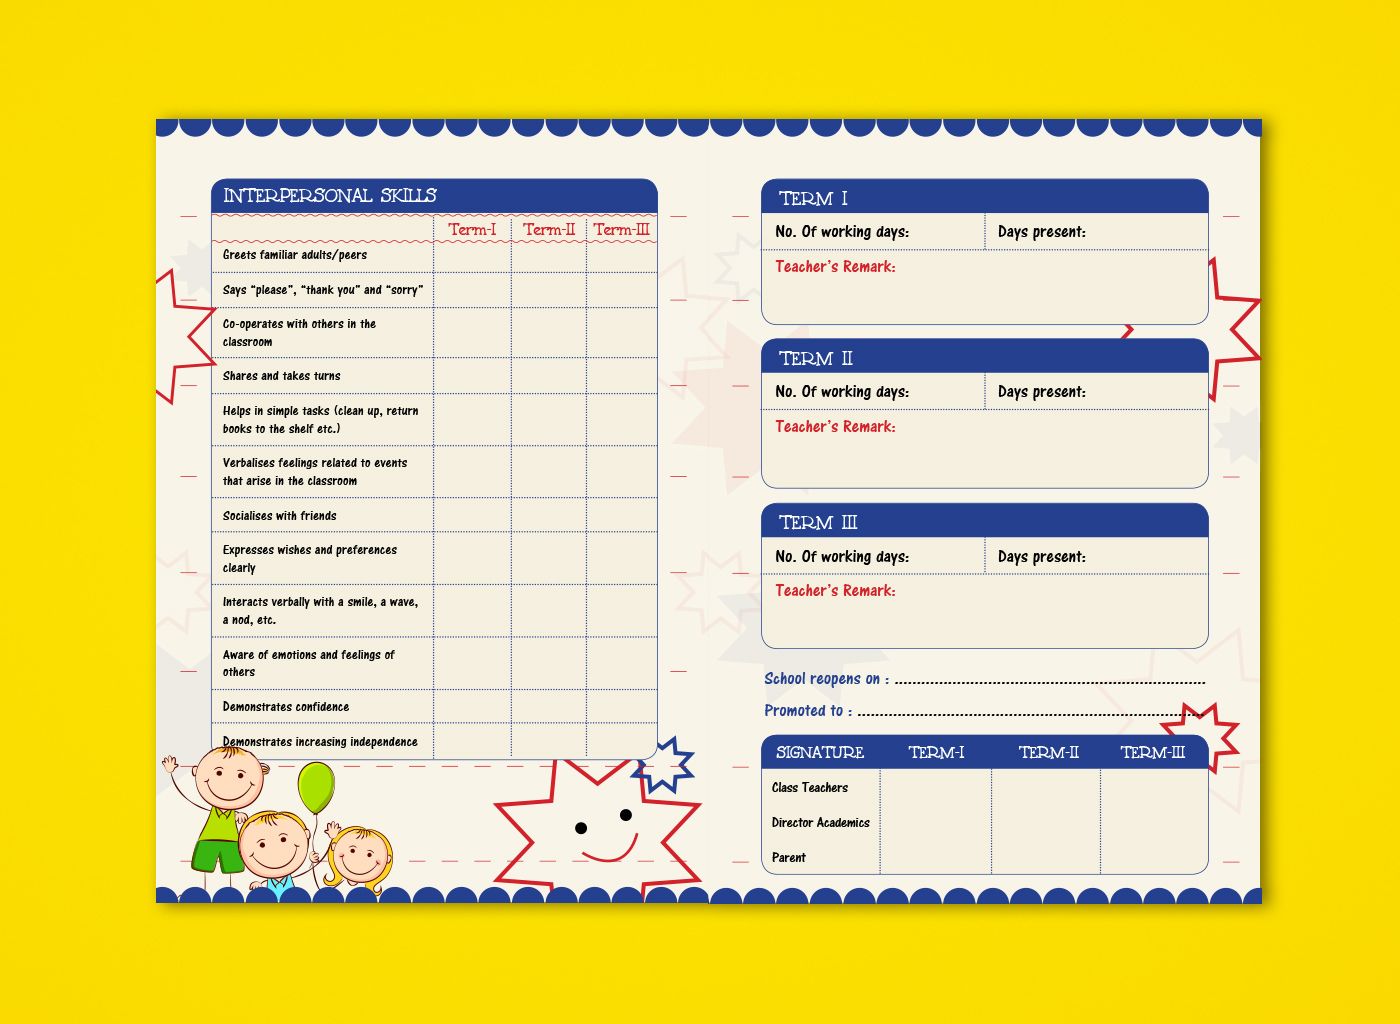 INTERPERSONAL SKILLS
Term-I Term-II Term-III
Greets familiar adults/peers
Says “please”, “thank you” and “sorry”
Co-operates with others in the
classroom
Shares and takes turns
Helps in simple tasks (clean up, return
books to the shelf etc.)
Verbalises feelings related to events
that arise in the classroom
Socialises with friends
Expresses wishes and preferences
clearly
Interacts verbally with a smile, a wave,
a nod, etc.
Aware of emotions and feelings of
others
Demonstrates confidence
Demonstrates increasing independence
TERM I
No. Of working days: Days present:
Teacher’s Remark:
TERM II
No. Of working days: Days present:
Teacher’s Remark:
TERM III
No. Of working days: Days present:
Teacher’s Remark:
School reopens on :
Promoted to :
SIGNATURE TERM-I TERM-II TERM-III
Class Teachers
Director Academics
Parent